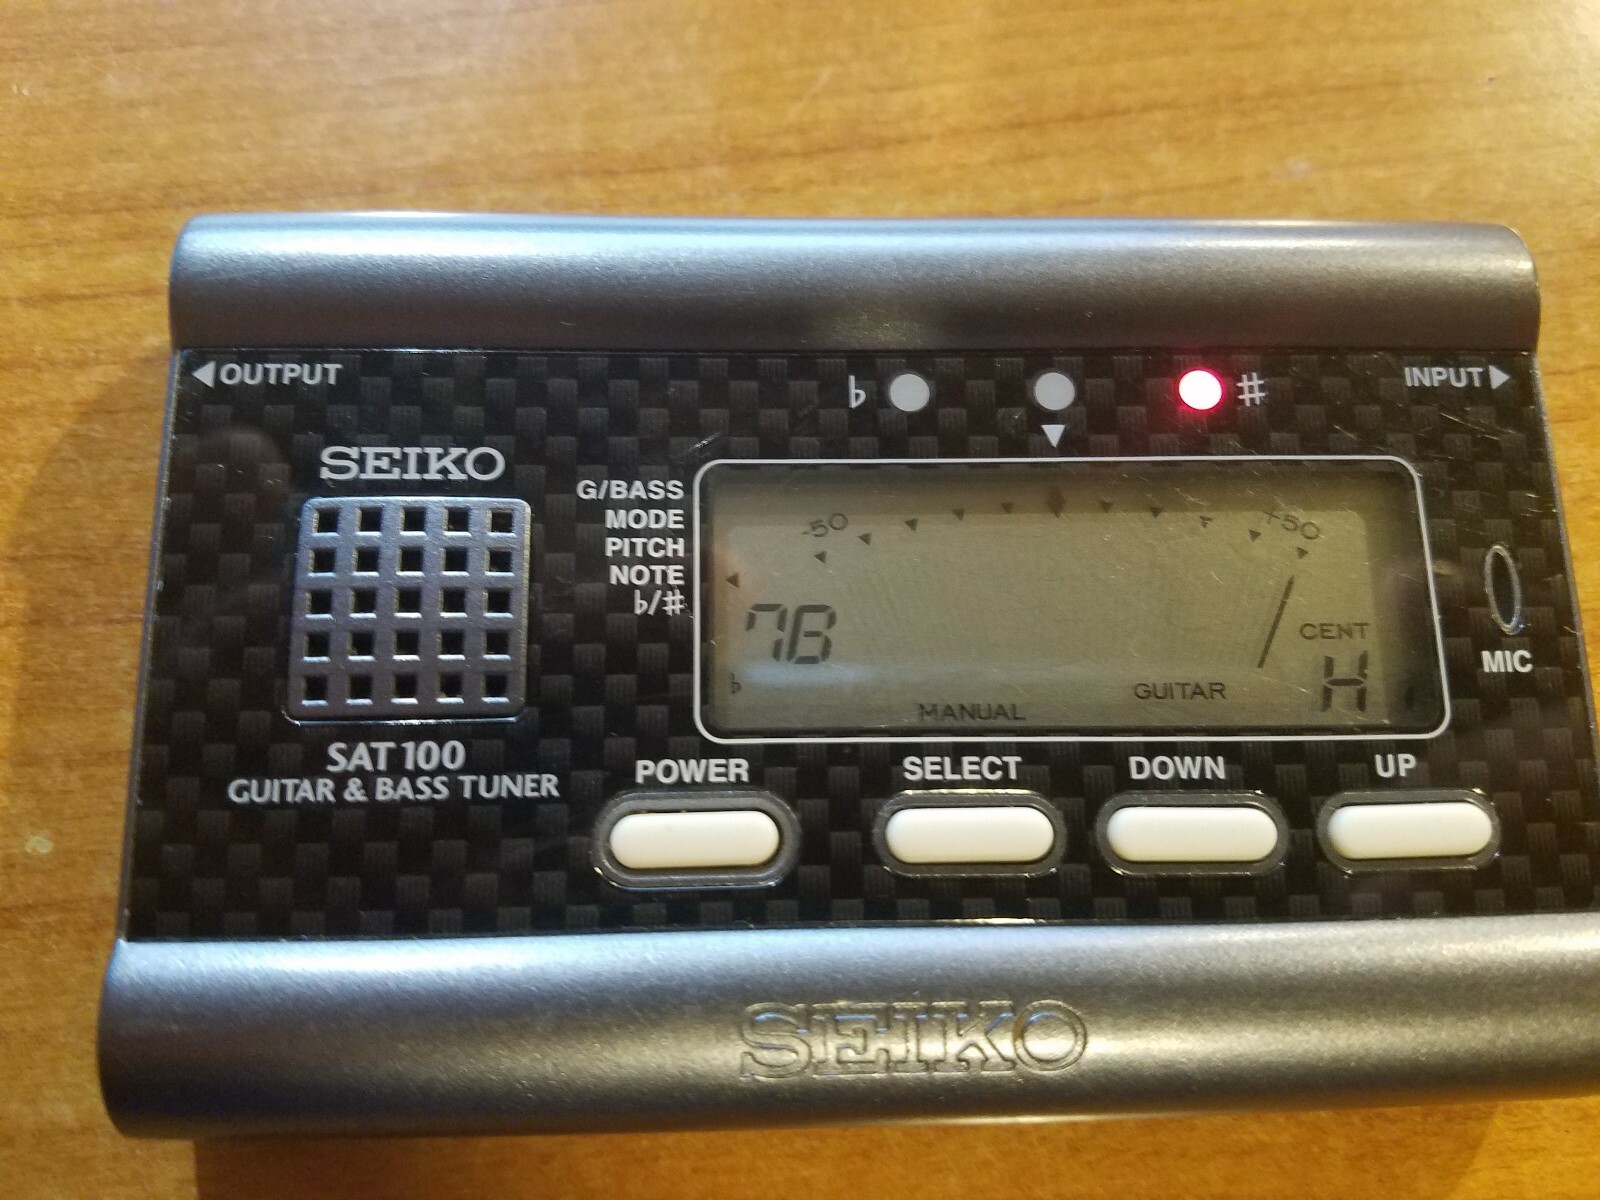 ◀OUTPUT
♭ ♯
INPUT▶
SEIKO
G/BASS
MODE
PITCH
NOTE
♭/♯
-50 +50
7B
CENT
♭
H
GUITAR
MANUAL
MIC
SAT 100
GUITAR & BASS TUNER
POWER
SELECT
DOWN
UP
SEIKO